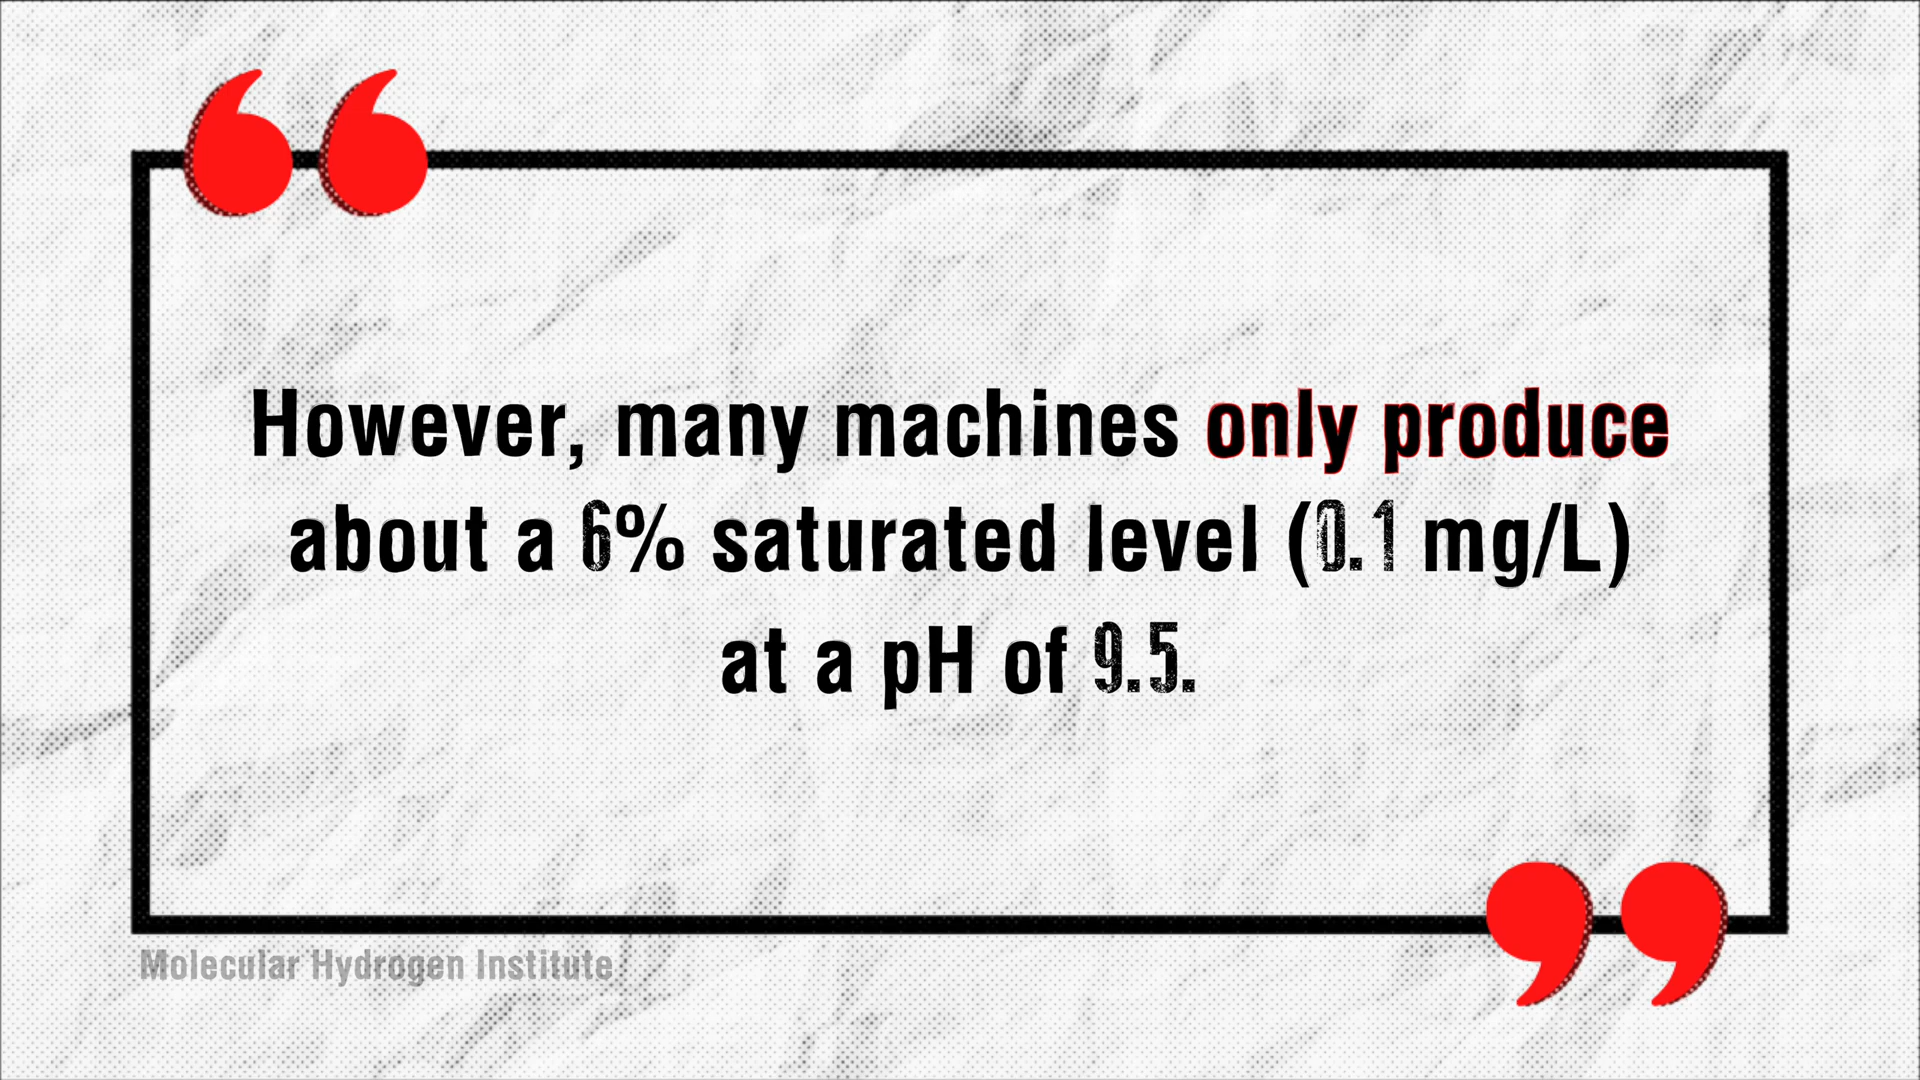 However, many machines only produce
about a 6% saturated level (0.1 mg/L)
at a pH of 9.5.
Molecular Hydrogen Institute